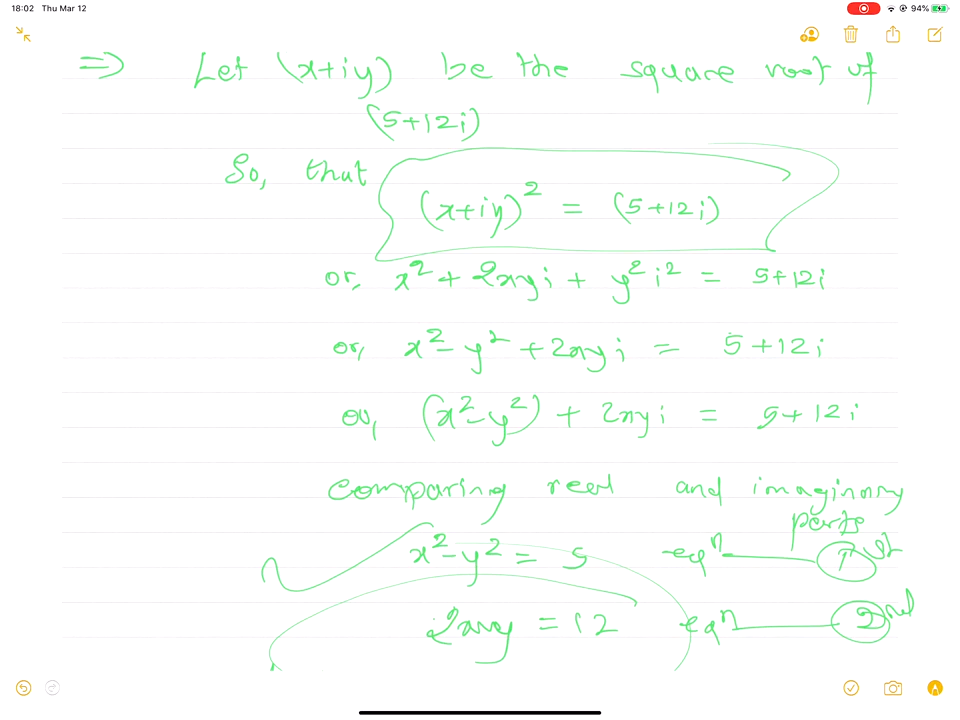 18:02 Thu Mar 12 94%
⇒ Let (x+iy) be the square root of
(5+12i)
So, that
(x+iy)² = (5+12i)
or, x² + 2xyi + y²i² = 5+12i
or, x²-y² + 2xyi = 5+12i
or, (x²-y²) + 2xyi = 5+12i
Comparing real and imaginary
parts
x²-y² = 5 eqⁿ 1st
2xy = 12 eqⁿ 2nd